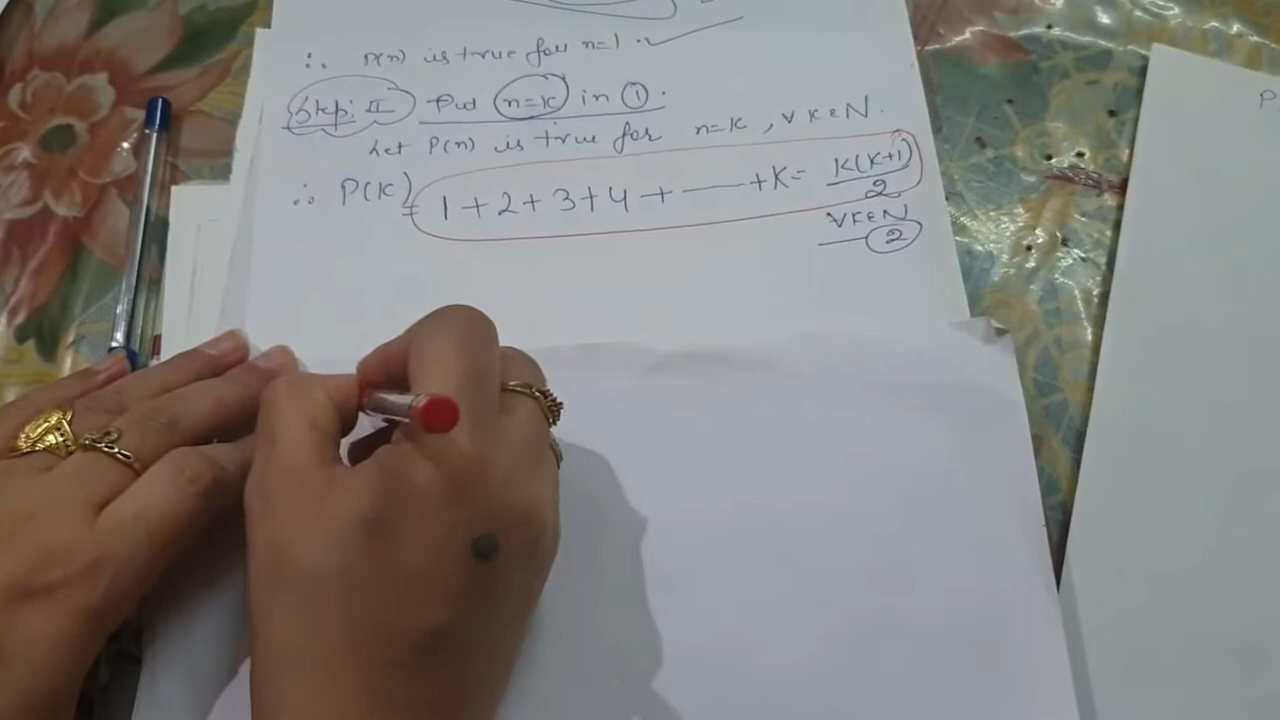 ∴ P(n) is true for n=1.
Step: II Put n=k in ①.
Let P(n) is true for n=k, ∀ K∈N.
∴ P(K) = 1+2+3+4+——+K= K(K+1)/2
∀K∈N
— ②
P